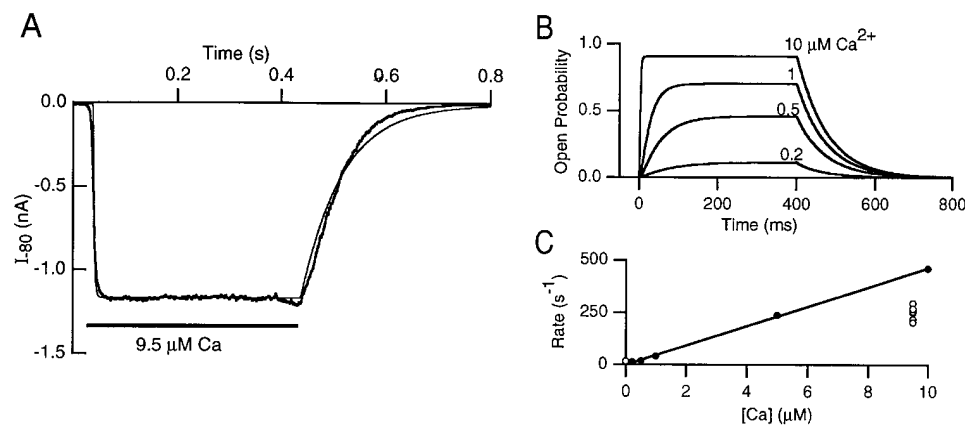 A
Time (s)
0.2
0.4
0.6
0.8
0.0
-0.5
-1.0
-1.5
I-80 (nA)
9.5 µM Ca
B
10 µM Ca2+
1
0.5
0.2
1.0
0.5
0.0
Open Probability
0
200
400
600
800
Time (ms)
C
500
250
0
Rate (s-1)
0
2
4
6
8
10
[Ca] (µM)